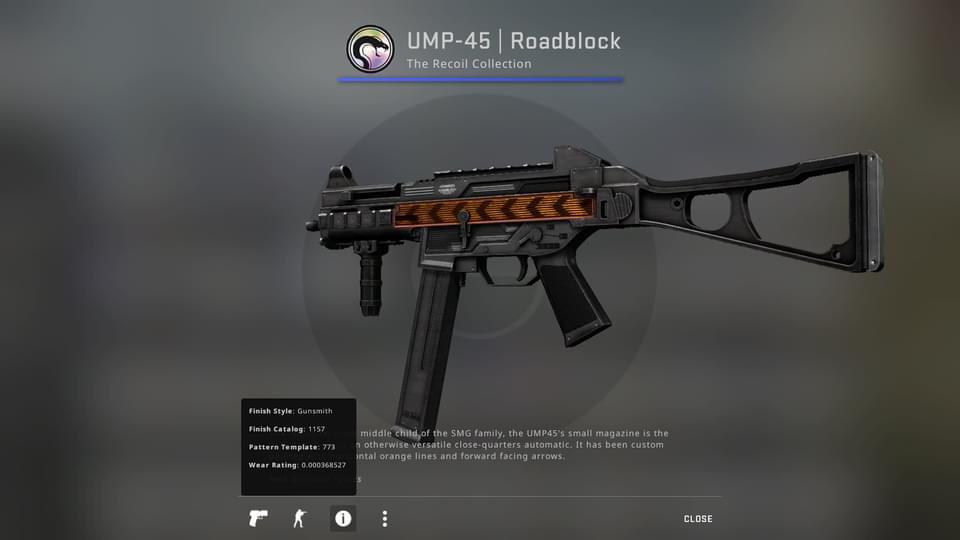 UMP-45 | Roadblock
The Recoil Collection
Finish Style: Gunsmith
Finish Catalog: 1157
Pattern Template: 773
Wear Rating: 0.000368527
middle child of the SMG family, the UMP45's small magazine is the
otherwise versatile close-quarters automatic. It has been custom
orange lines and forward facing arrows.
CLOSE